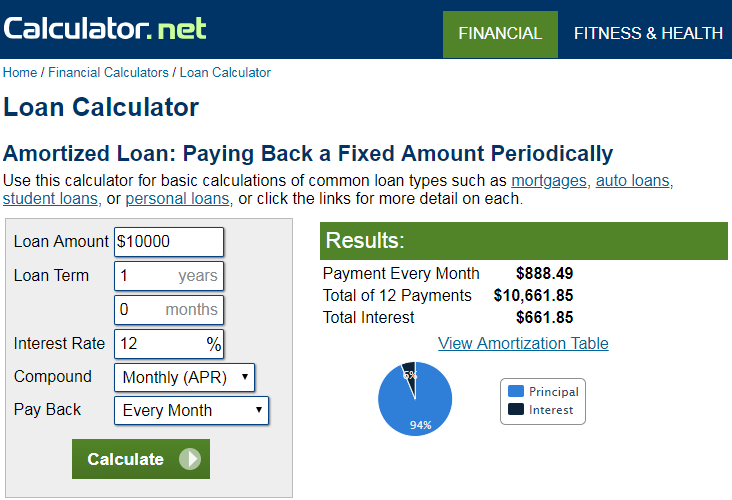 Calculator.net
FINANCIAL
FITNESS & HEALTH
Home / Financial Calculators / Loan Calculator
Loan Calculator
Amortized Loan: Paying Back a Fixed Amount Periodically
Use this calculator for basic calculations of common loan types such as mortgages, auto loans,
student loans, or personal loans, or click the links for more detail on each.
Loan Amount $10000
Loan Term 1 years
0 months
Interest Rate 12 %
Compound Monthly (APR)
Pay Back Every Month
Calculate
Results:
Payment Every Month $888.49
Total of 12 Payments $10,661.85
Total Interest $661.85
View Amortization Table
6%
94%
Principal
Interest